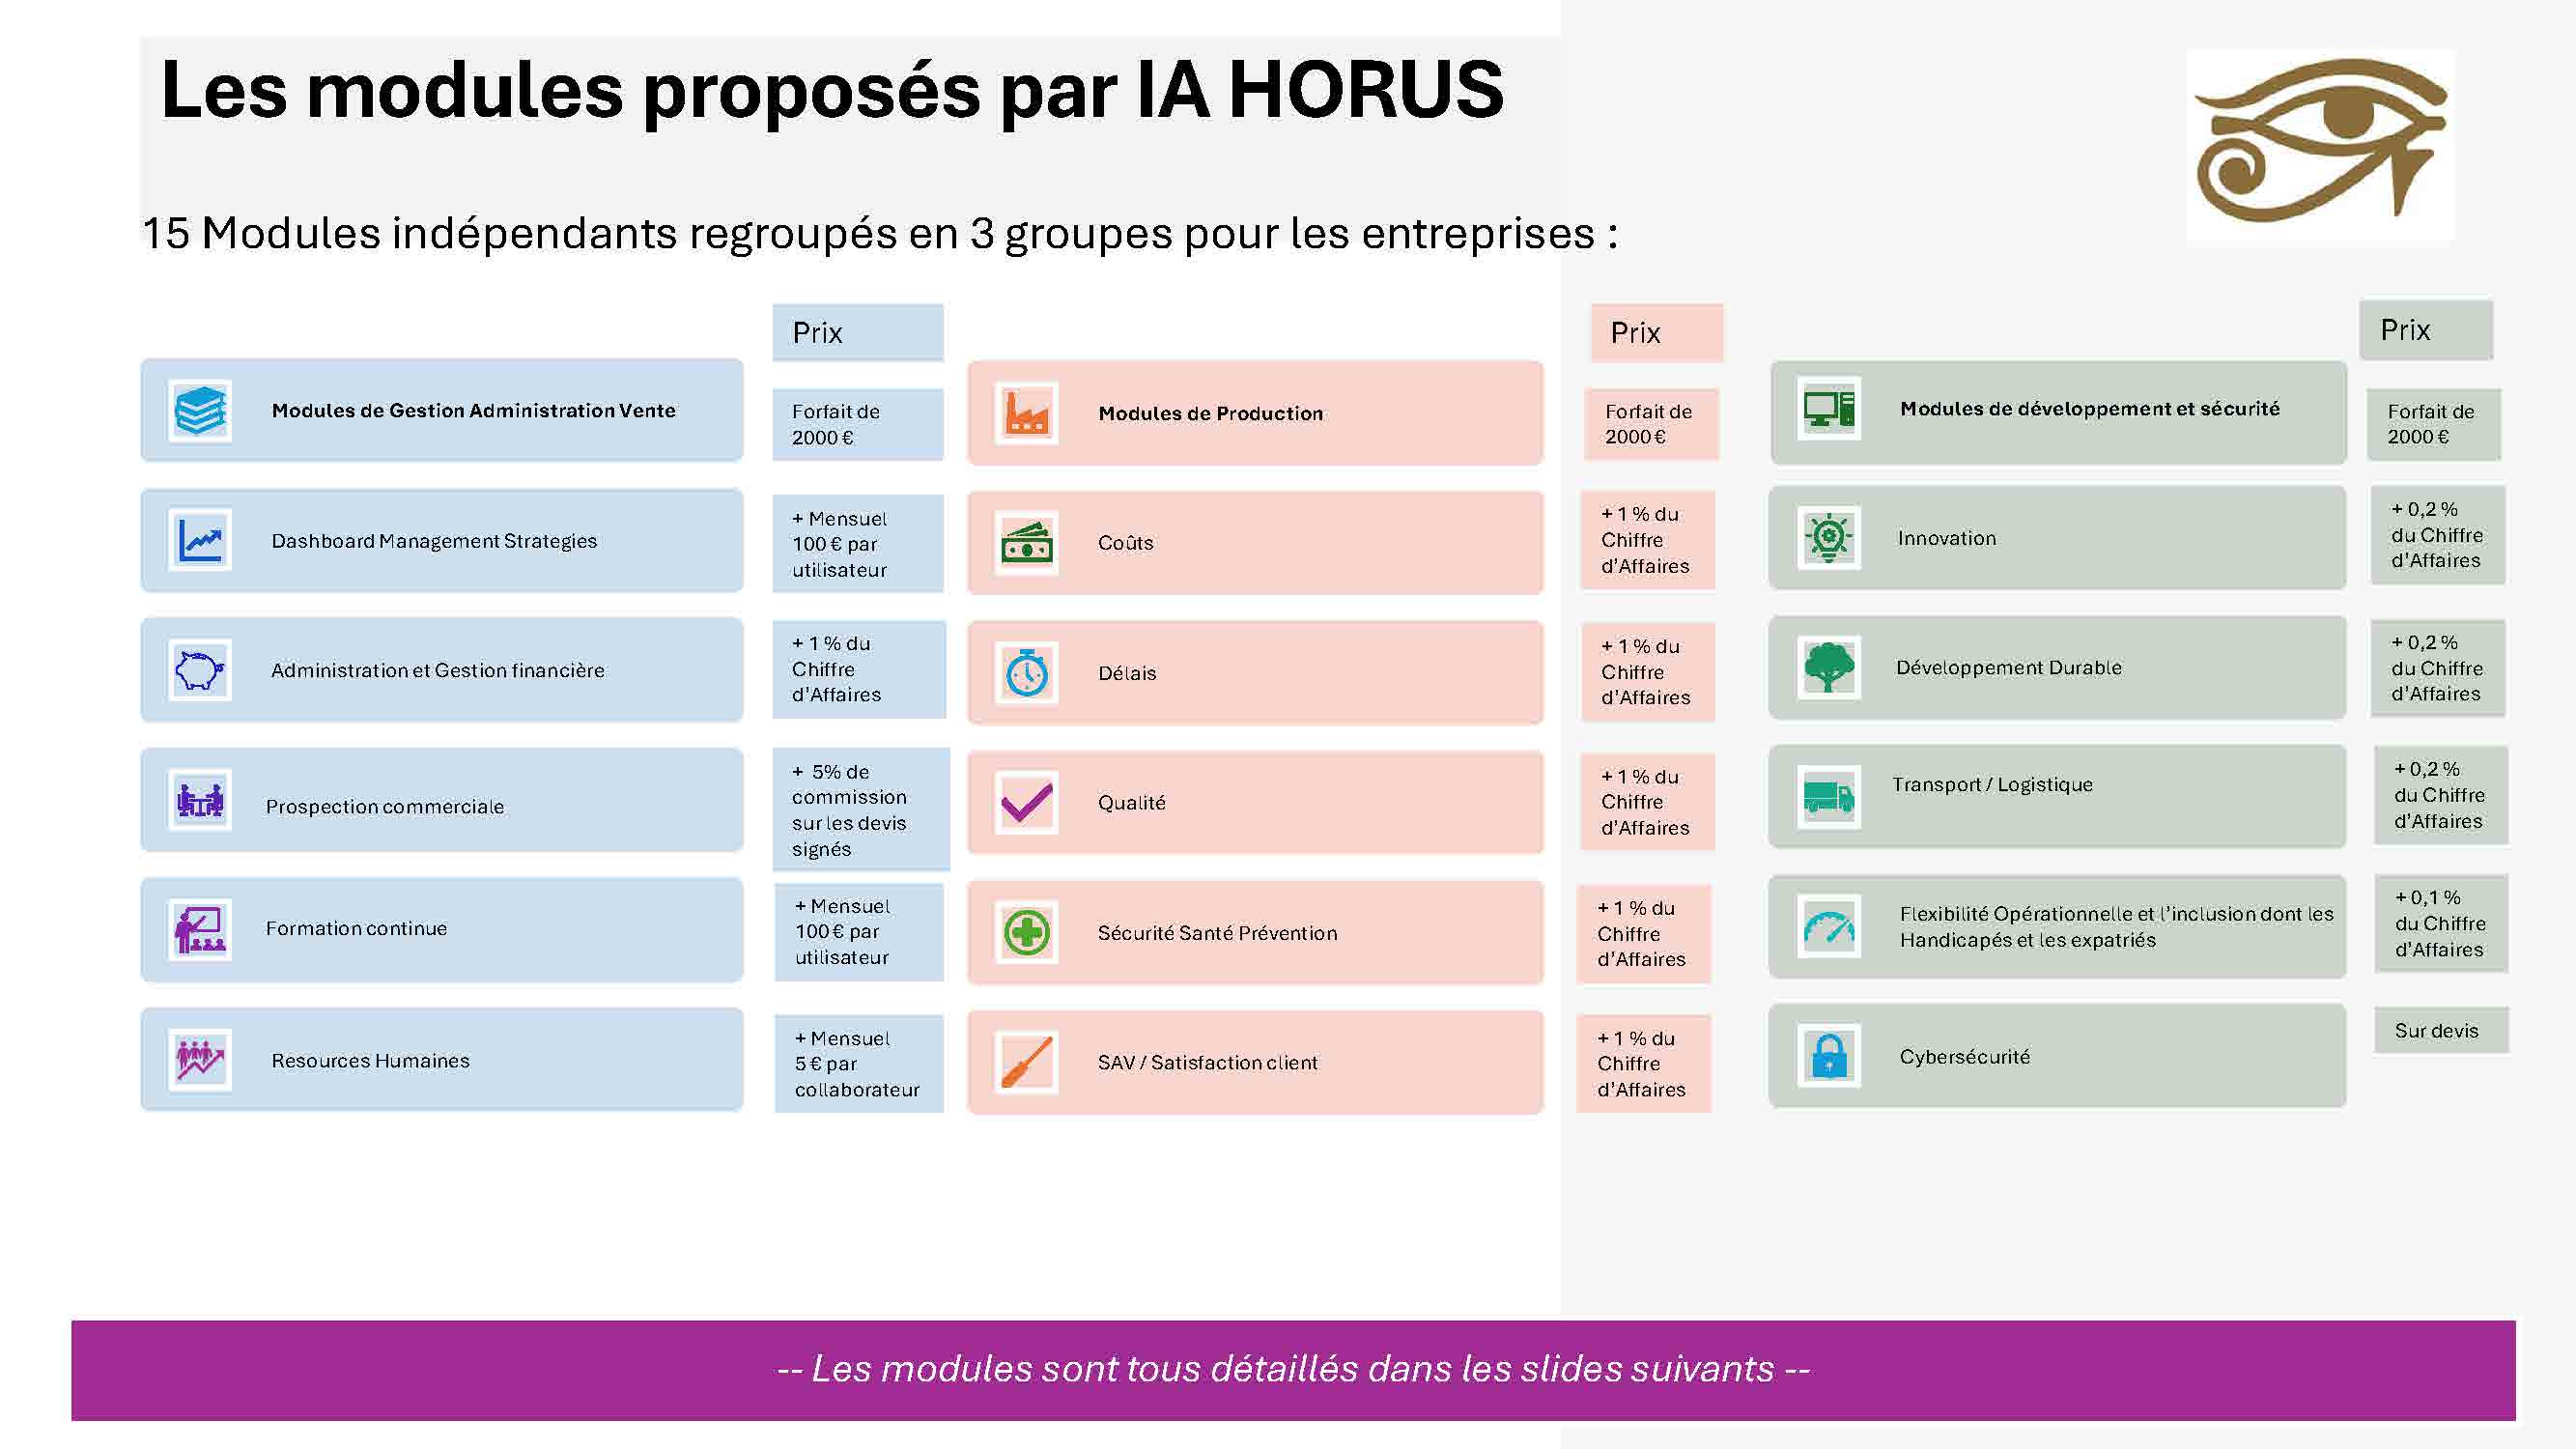 Les modules proposés par IA HORUS
15 Modules indépendants regroupés en 3 groupes pour les entreprises :
Prix
Modules de Gestion Administration Vente
Forfait de
2000 €
Dashboard Management Strategies
+ Mensuel
100 € par
utilisateur
Administration et Gestion financière
+ 1 % du
Chiffre
d’Affaires
Prospection commerciale
+ 5% de
commission
sur les devis
signés
Formation continue
+ Mensuel
100 € par
utilisateur
Resources Humaines
+ Mensuel
5 € par
collaborateur
Prix
Modules de Production
Forfait de
2000 €
Coûts
+ 1 % du
Chiffre
d’Affaires
Délais
+ 1 % du
Chiffre
d’Affaires
Qualité
+ 1 % du
Chiffre
d’Affaires
Sécurité Santé Prévention
+ 1 % du
Chiffre
d’Affaires
SAV / Satisfaction client
+ 1 % du
Chiffre
d’Affaires
Prix
Modules de développement et sécurité
Forfait de
2000 €
Innovation
+ 0,2 %
du Chiffre
d’Affaires
Développement Durable
+ 0,2 %
du Chiffre
d’Affaires
Transport / Logistique
+ 0,2 %
du Chiffre
d’Affaires
Flexibilité Opérationnelle et l’inclusion dont les
Handicapés et les expatriés
+ 0,1 %
du Chiffre
d’Affaires
Cybersécurité
Sur devis
-- Les modules sont tous détaillés dans les slides suivants --